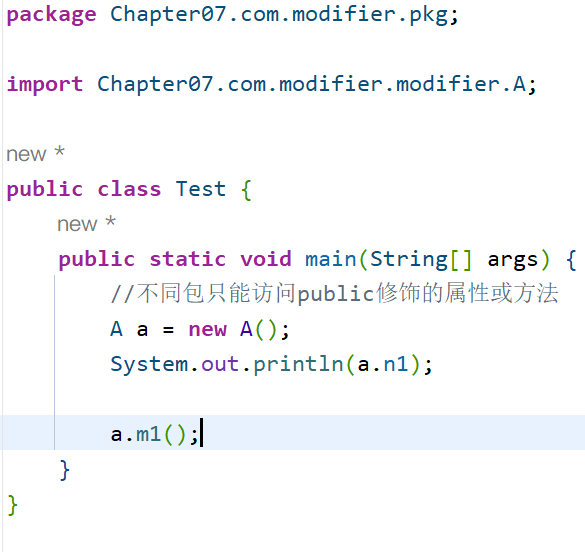 package Chapter07.com.modifier.pkg;
import Chapter07.com.modifier.modifier.A;
new *
public class Test {
new *
public static void main(String[] args) {
//不同包只能访问public修饰的属性或方法
A a = new A();
System.out.println(a.n1);
a.m1();
}
}